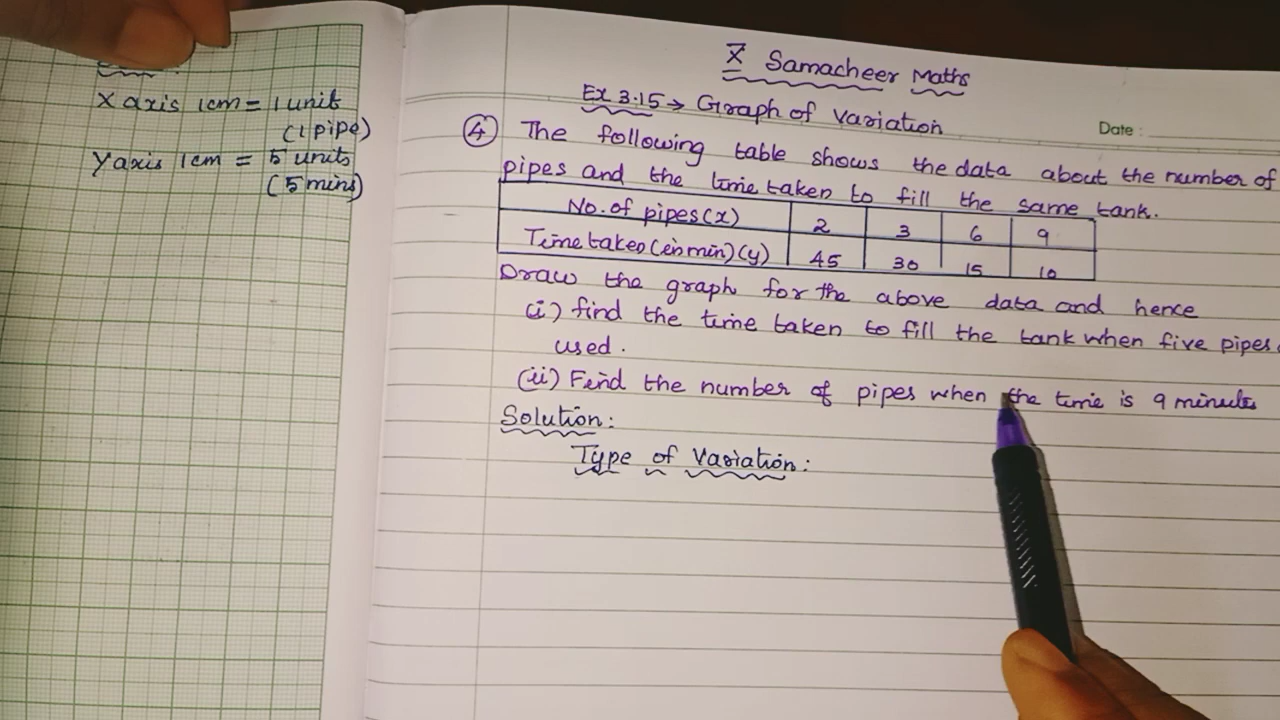 X axis 1cm = 1 unit
(1 pipe)
Y axis 1cm = 5 units
(5 mins)
X Samacheer Maths
Ex 3.15 → Graph of Variation
Date :
④ The following table shows the data about the number of
pipes and the time taken to fill the same tank.
No. of pipes (x) 2 3 6 9
Time taken (in min) (y) 45 30 15 10
Draw the graph for the above data and hence
(i) find the time taken to fill the tank when five pipes
used.
(ii) Find the number of pipes when the time is 9 minutes
Solution:
Type of Variation: